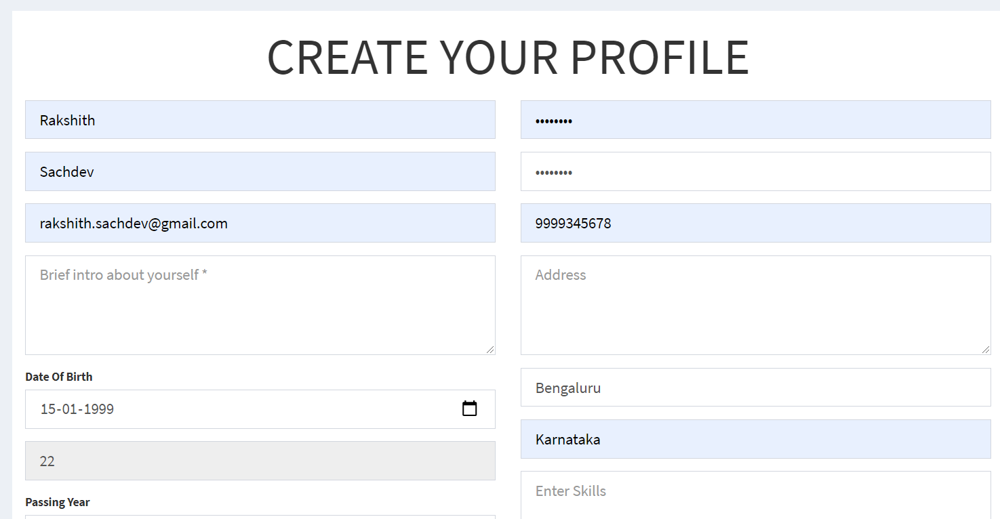 CREATE YOUR PROFILE
Rakshith
••••••••
Sachdev
••••••••
rakshith.sachdev@gmail.com
9999345678
Brief intro about yourself *
Address
Date Of Birth
15-01-1999
Bengaluru
22
Karnataka
Passing Year
Enter Skills